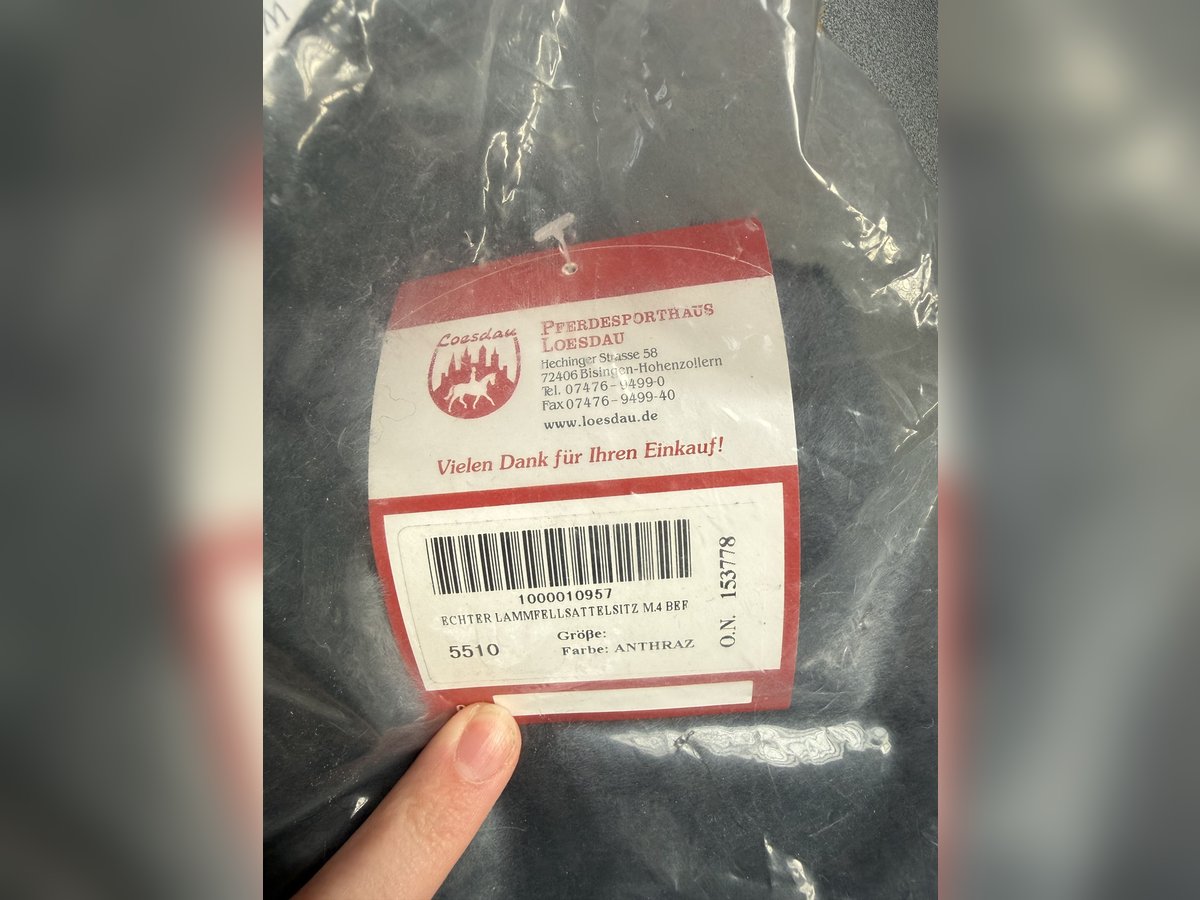 M
Loesdau
PFERDESPORTHAUS
LOESDAU
Hechinger Strasse 58
72406 Bisingen-Hohenzollern
Tel. 07476-9499-0
Fax 07476-9499-40
www.loesdau.de
Vielen Dank für Ihren Einkauf!
1000010957
ECHTER LAMMFELLSATTELSITZ M.4 BEF
Größe:
5510
Farbe: ANTHRAZ
O.N. 153778